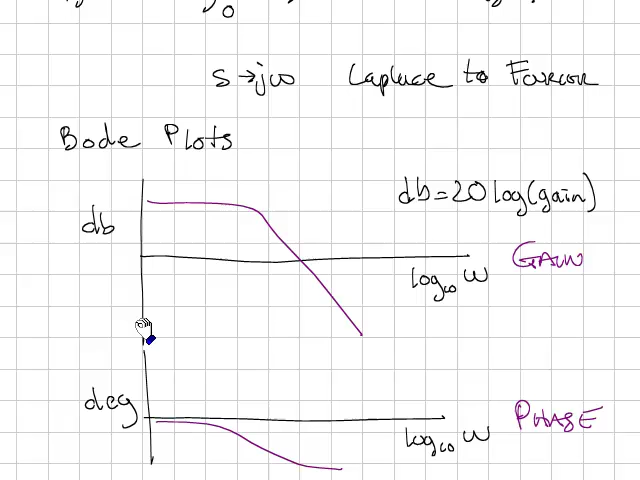 s→jω Laplace to Fourier
Bode Plots
db = 20 log(gain)
db
GAIN
log₁₀ ω
deg
PHASE
log₁₀ ω